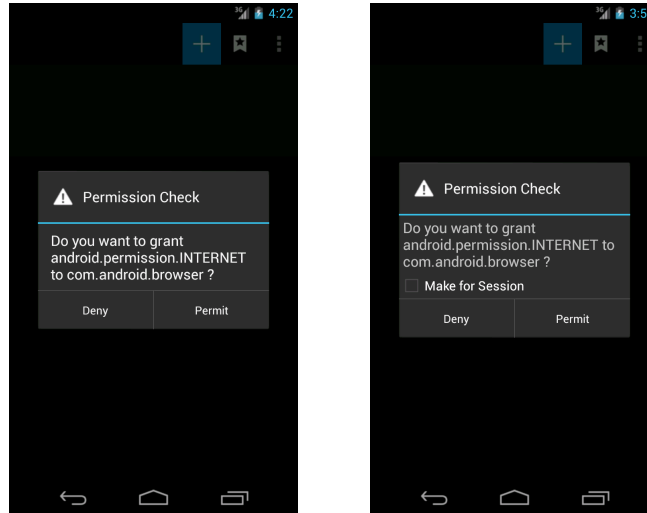 3G 4:22
Permission Check
Do you want to grant
android.permission.INTERNET
to com.android.browser ?
Deny Permit
3G 3:5
Permission Check
Do you want to grant
android.permission.INTERNET to
com.android.browser ?
Make for Session
Deny Permit